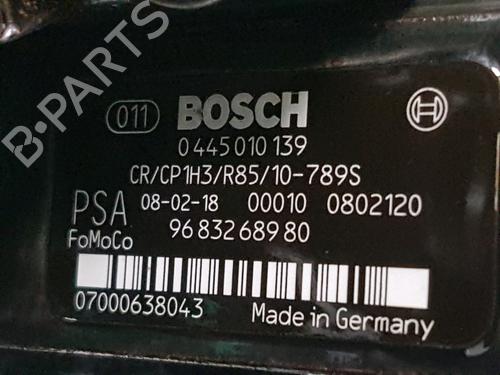 B-PARTS
011 BOSCH
0 445 010 139
CR/CP1H3/R85/10-789S
PSA 08-02-18 00010 0802120
FoMoCo 96 832 689 80
07000638043 Made in Germany